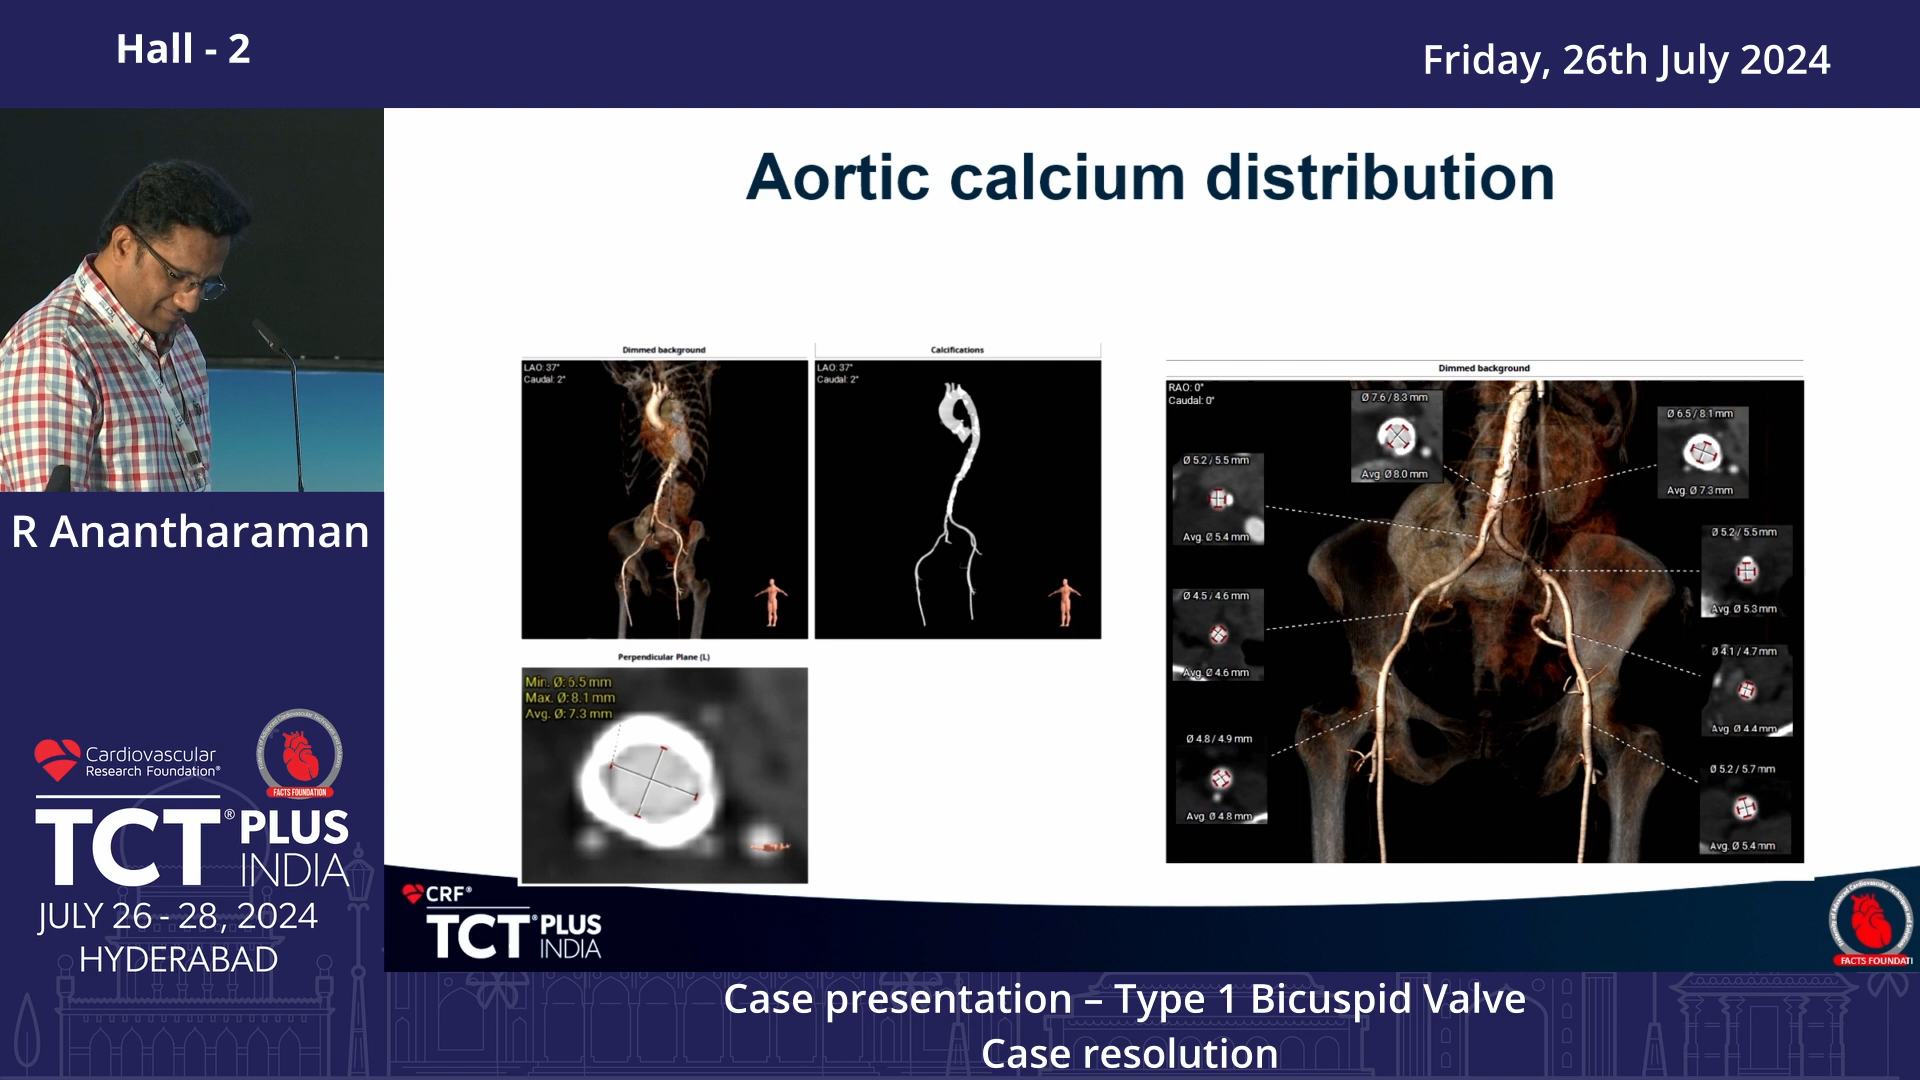 Hall - 2
Friday, 26th July 2024
Aortic calcium distribution
Dimmed background
LAO: 37°
Caudal: 2°
Calcifications
LAO: 37°
Caudal: 2°
Perpendicular Plane (L)
Min. Ø: 6.5 mm
Max. Ø: 8.1 mm
Avg. Ø: 7.3 mm
Dimmed background
RAO: 0°
Caudal: 0°
Ø 7.6 / 8.3 mm
Avg. Ø 8.0 mm
Ø 6.5 / 8.1 mm
Avg. Ø 7.3 mm
Ø 5.2 / 5.5 mm
Avg. Ø 5.4 mm
Ø 5.2 / 5.5 mm
Avg. Ø 5.3 mm
Ø 4.5 / 4.6 mm
Avg. Ø 4.6 mm
Ø 4.1 / 4.7 mm
Avg. Ø 4.4 mm
Ø 4.8 / 4.9 mm
Avg. Ø 4.8 mm
Ø 5.2 / 5.7 mm
Avg. Ø 5.4 mm
R Anantharaman
Cardiovascular
Research Foundation®
FACTS FOUNDATION
TCT® PLUS
INDIA
JULY 26 - 28, 2024
HYDERABAD
CRF®
TCT® PLUS
INDIA
FACTS FOUNDATI
Case presentation – Type 1 Bicuspid Valve
Case resolution